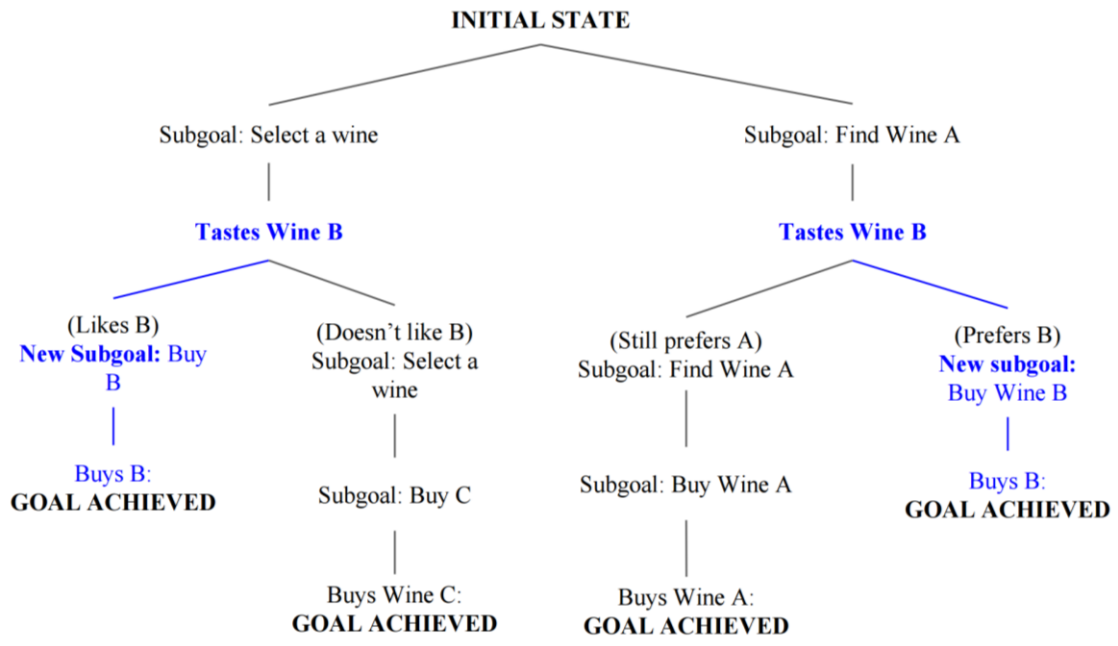 INITIAL STATE
Subgoal: Select a wine
Subgoal: Find Wine A
Tastes Wine B
Tastes Wine B
(Likes B)
New Subgoal: Buy
B
(Doesn’t like B)
Subgoal: Select a
wine
(Still prefers A)
Subgoal: Find Wine A
(Prefers B)
New subgoal:
Buy Wine B
Buys B:
GOAL ACHIEVED
Subgoal: Buy C
Subgoal: Buy Wine A
Buys B:
GOAL ACHIEVED
Buys Wine C:
GOAL ACHIEVED
Buys Wine A:
GOAL ACHIEVED